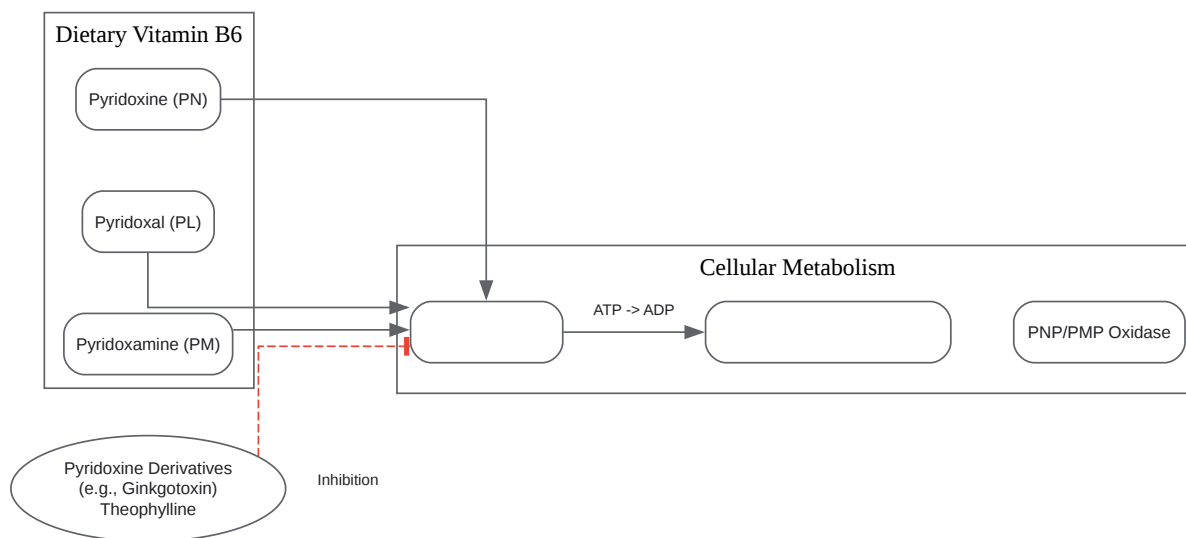 Dietary Vitamin B6
Pyridoxine (PN)
Pyridoxal (PL)
Pyridoxamine (PM)
Cellular Metabolism
ATP -> ADP
PNP/PMP Oxidase
Pyridoxine Derivatives
(e.g., Ginkgotoxin)
Theophylline
Inhibition